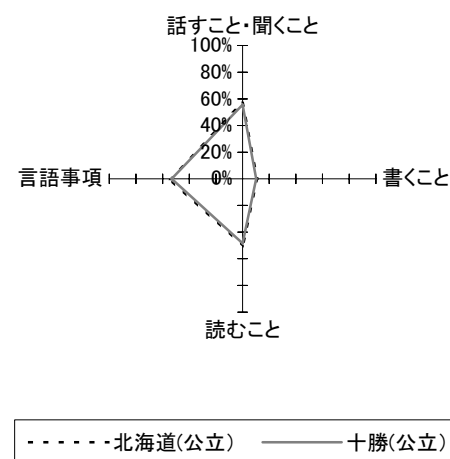 話すこと・聞くこと
100%
80%
60%
40%
20%
0%
言語事項
書くこと
読むこと
北海道(公立)
十勝(公立)